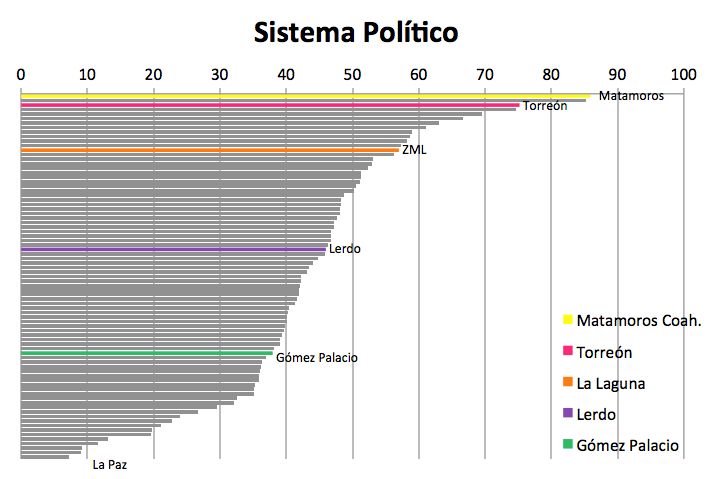 Sistema Político
0 10 20 30 40 50 60 70 80 90 100
Matamoros
Torreón
ZML
Lerdo
Gómez Palacio
La Paz
Matamoros Coah.
Torreón
La Laguna
Lerdo
Gómez Palacio